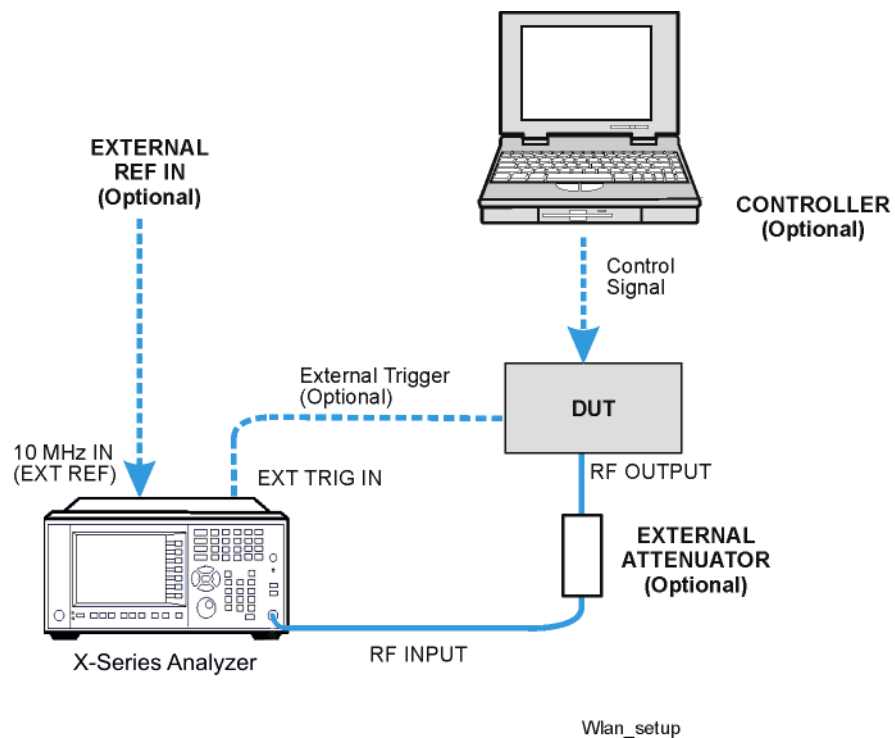 EXTERNAL
REF IN
(Optional)
CONTROLLER
(Optional)
Control
Signal
External Trigger
(Optional)
DUT
10 MHz IN
(EXT REF)
EXT TRIG IN
RF OUTPUT
EXTERNAL
ATTENUATOR
(Optional)
RF INPUT
X-Series Analyzer
Wlan_setup